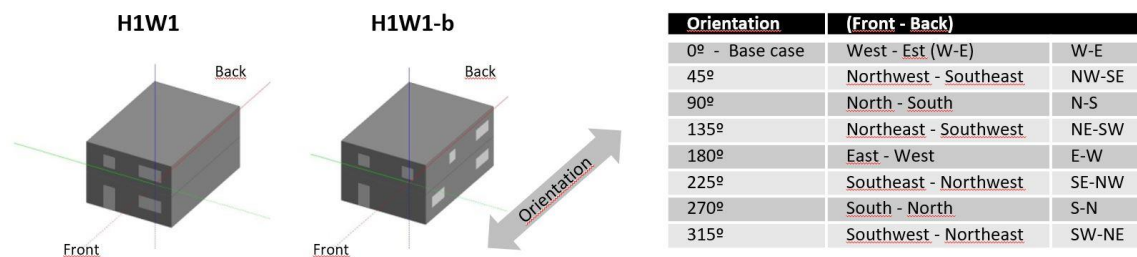 H1W1
Back
Front
H1W1-b
Back
Front
Orientation
Orientation (Front - Back)
0º - Base case West - Est (W-E) W-E
45º Northwest - Southeast NW-SE
90º North - South N-S
135º Northeast - Southwest NE-SW
180º East - West E-W
225º Southeast - Northwest SE-NW
270º South - North S-N
315º Southwest - Northeast SW-NE